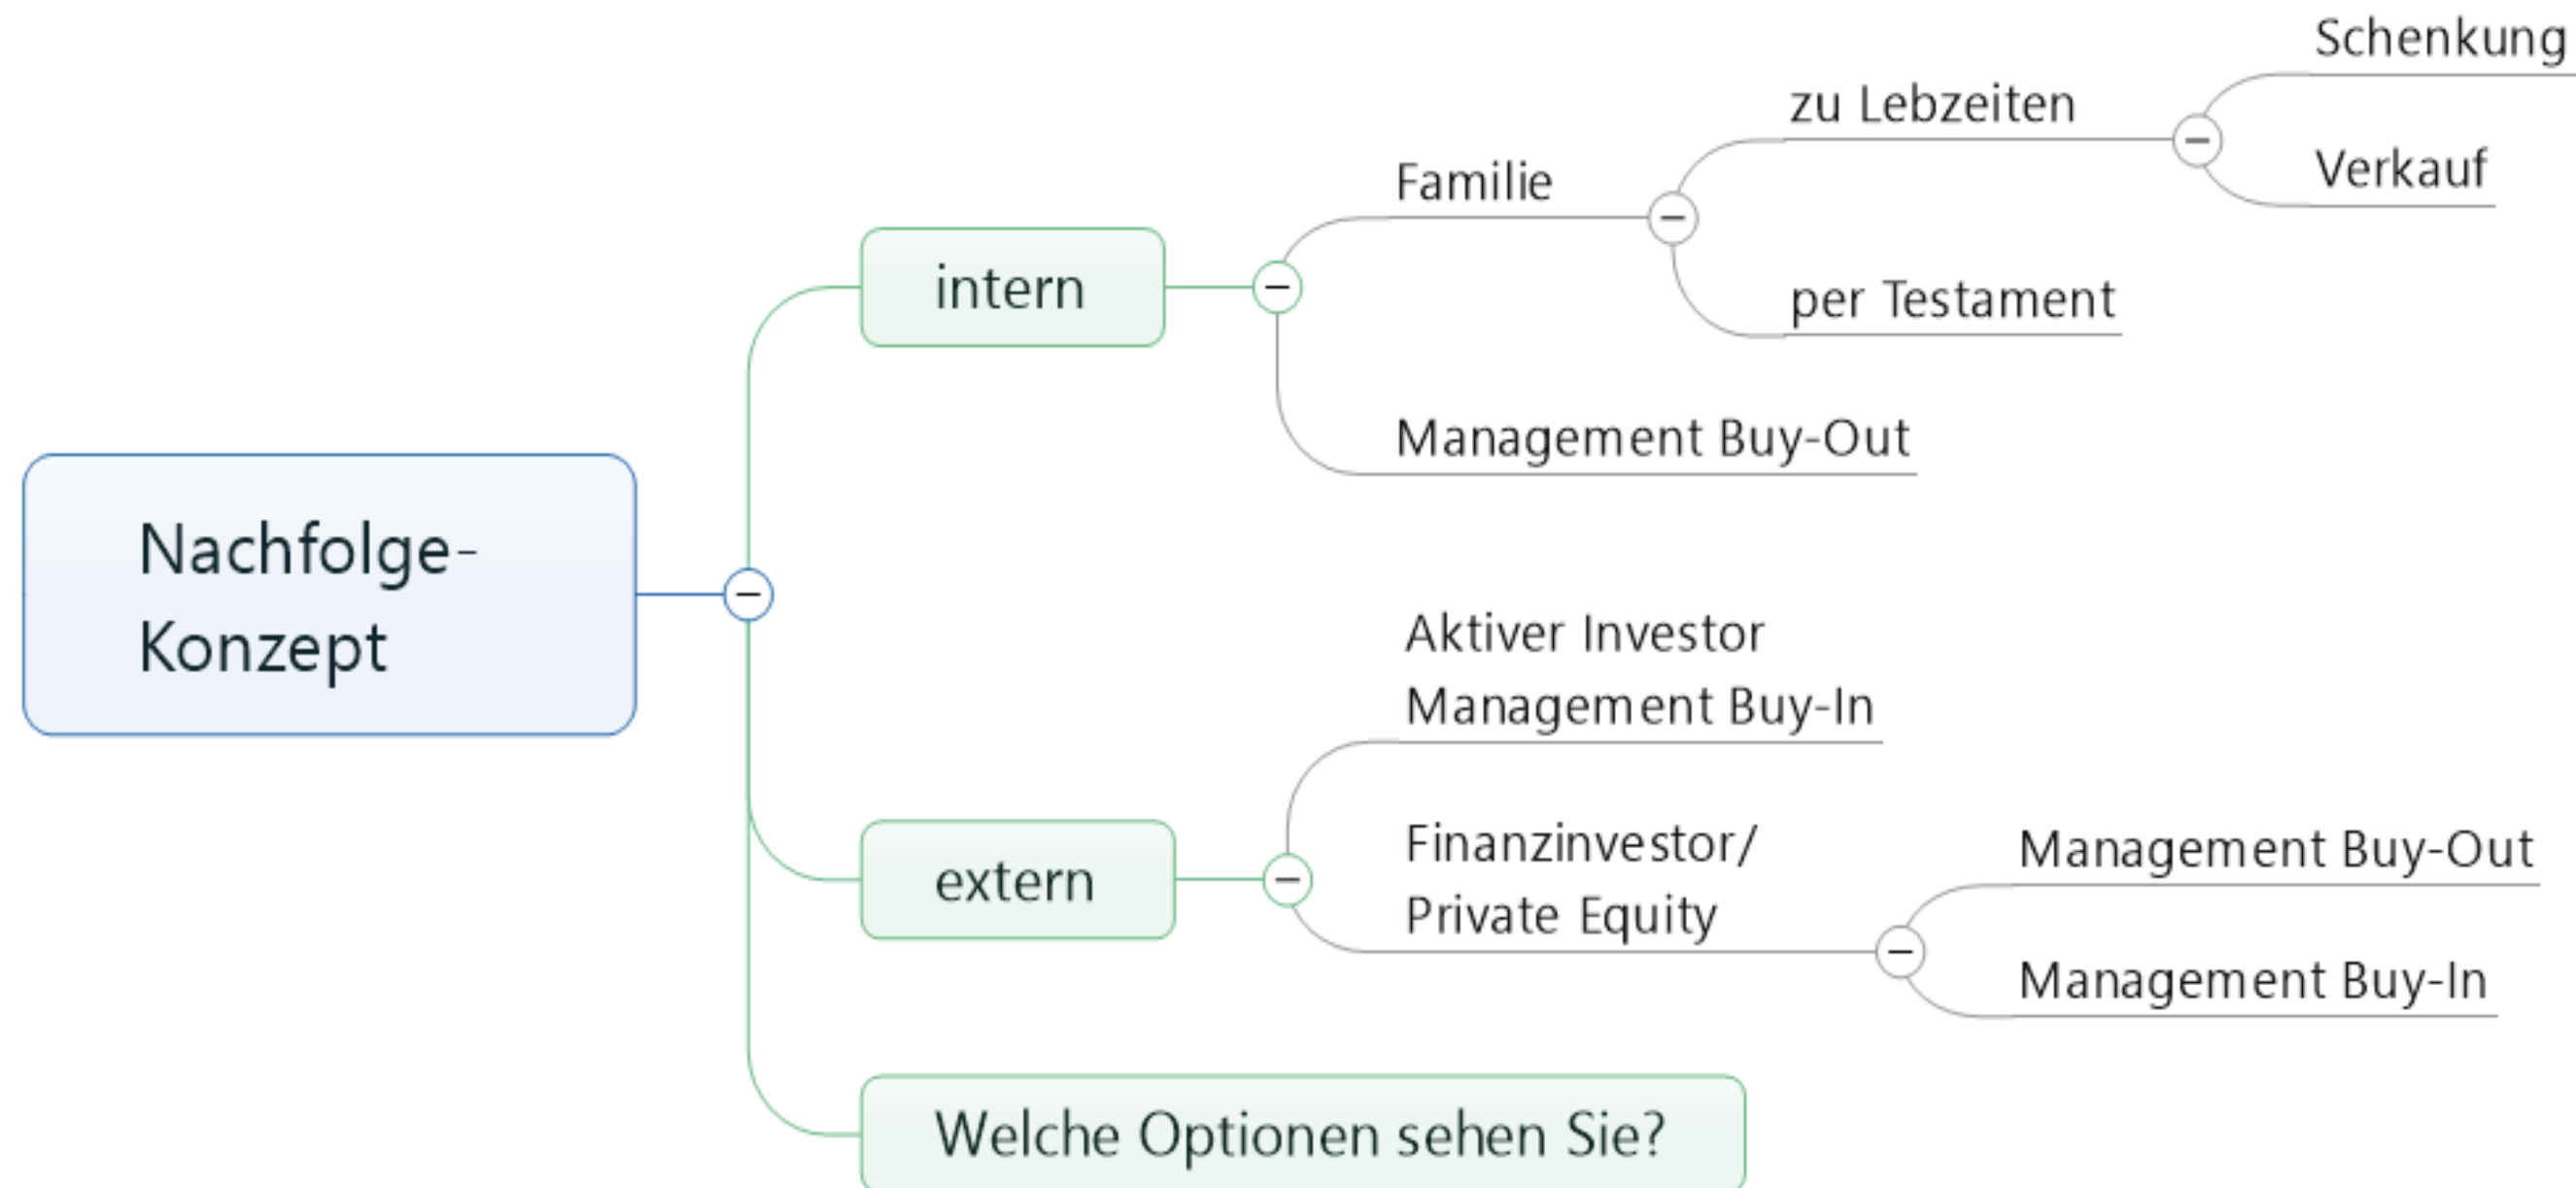 Nachfolge-
Konzept
intern
Familie
zu Lebzeiten
Schenkung
Verkauf
per Testament
Management Buy-Out
extern
Aktiver Investor
Management Buy-In
Finanzinvestor/
Private Equity
Management Buy-Out
Management Buy-In
Welche Optionen sehen Sie?